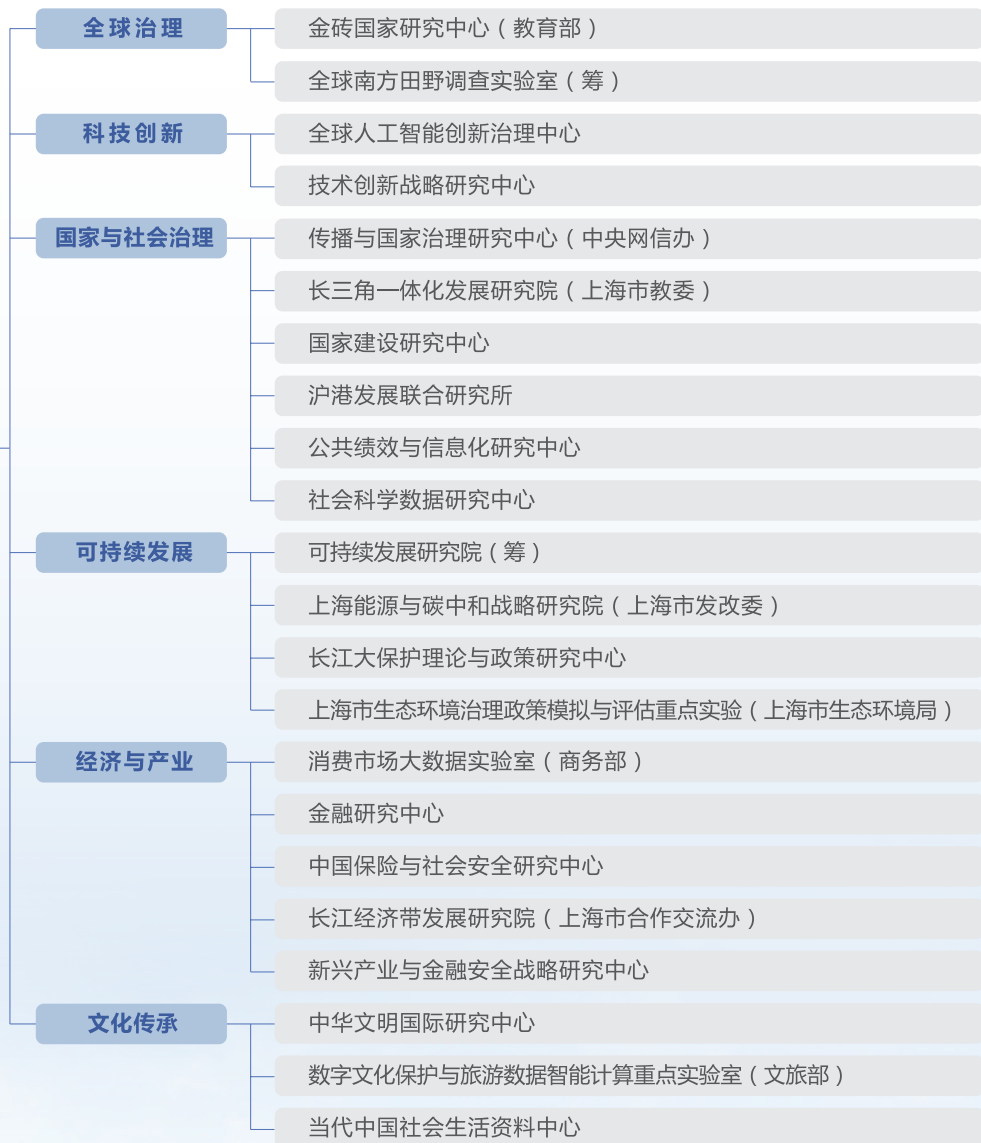 全球治理
金砖国家研究中心（教育部）
全球南方田野调查实验室（筹）
科技创新
全球人工智能创新治理中心
技术创新战略研究中心
国家与社会治理
传播与国家治理研究中心（中央网信办）
长三角一体化发展研究院（上海市教委）
国家建设研究中心
沪港发展联合研究所
公共绩效与信息化研究中心
社会科学数据研究中心
可持续发展
可持续发展研究院（筹）
上海能源与碳中和战略研究院（上海市发改委）
长江大保护理论与政策研究中心
上海市生态环境治理政策模拟与评估重点实验（上海市生态环境局）
经济与产业
消费市场大数据实验室（商务部）
金融研究中心
中国保险与社会安全研究中心
长江经济带发展研究院（上海市合作交流办）
新兴产业与金融安全战略研究中心
文化传承
中华文明国际研究中心
数字文化保护与旅游数据智能计算重点实验室（文旅部）
当代中国社会生活资料中心